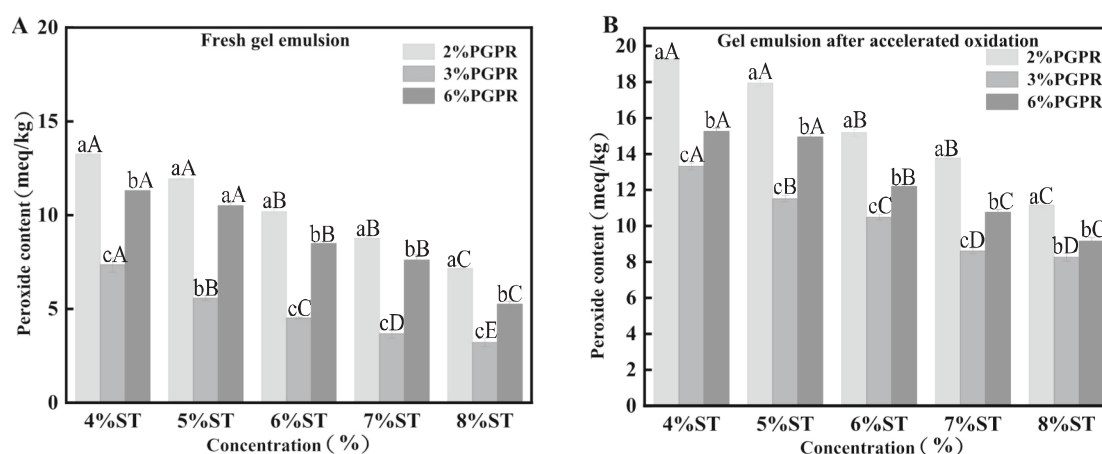 A
Fresh gel emulsion
2%PGPR
3%PGPR
6%PGPR
Peroxide content (meq/kg)
20
15
10
5
0
aA
cA
bA
aA
bB
aA
aB
cC
bB
aB
cD
bB
aC
cE
bC
4%ST 5%ST 6%ST 7%ST 8%ST
Concentration (%)
B
Gel emulsion after accelerated oxidation
2%PGPR
3%PGPR
6%PGPR
Peroxide content (meq/kg)
20
18
16
14
12
10
8
6
4
2
0
aA
cA
bA
aA
cB
bA
aB
cC
bB
aB
cD
bC
aC
bD
bC
4%ST 5%ST 6%ST 7%ST 8%ST
Concentration (%)